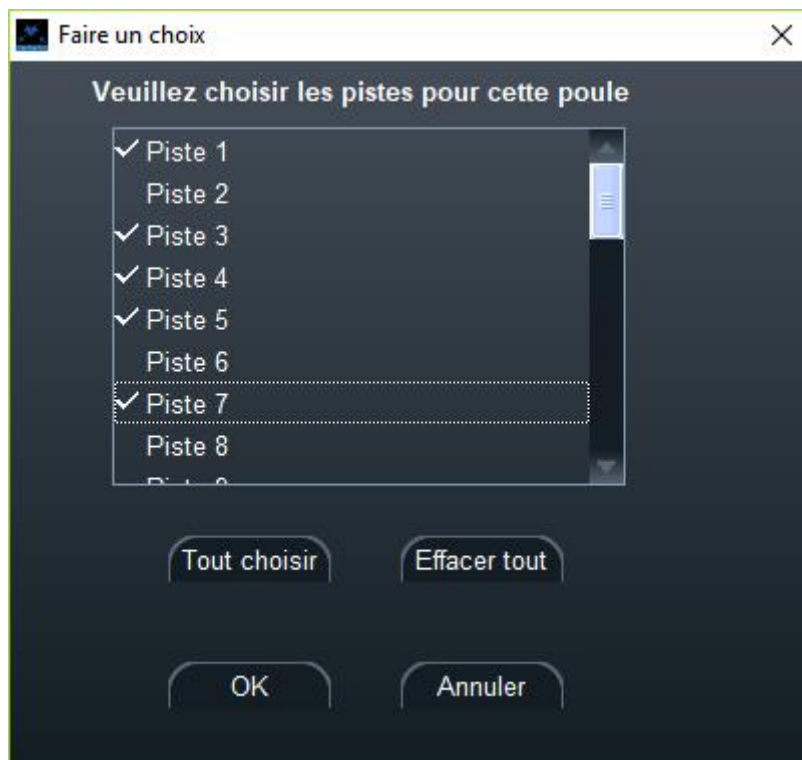 Faire un choix
Veuillez choisir les pistes pour cette poule
Piste 1
Piste 2
Piste 3
Piste 4
Piste 5
Piste 6
Piste 7
Piste 8
Tout choisir Effacer tout
OK Annuler